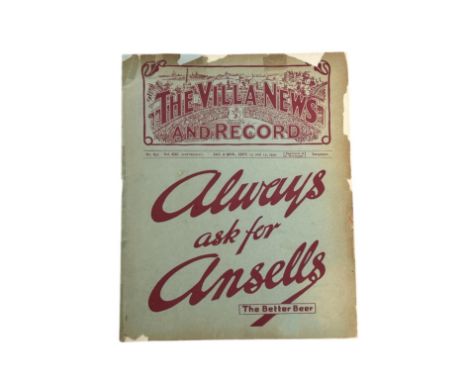 THE VILLA NEWS
AND RECORD
Always
ask for
Ansells
The Better Beer